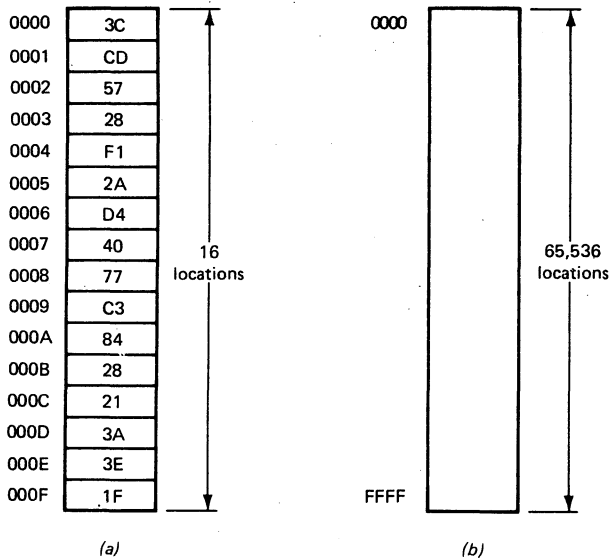 0000 3C
0001 CD
0002 57
0003 28
0004 F1
0005 2A
0006 D4
0007 40
0008 77
0009 C3
000A 84
000B 28
000C 21
000D 3A
000E 3E
000F 1F
16
locations
(a)
0000
65,536
locations
FFFF
(b)